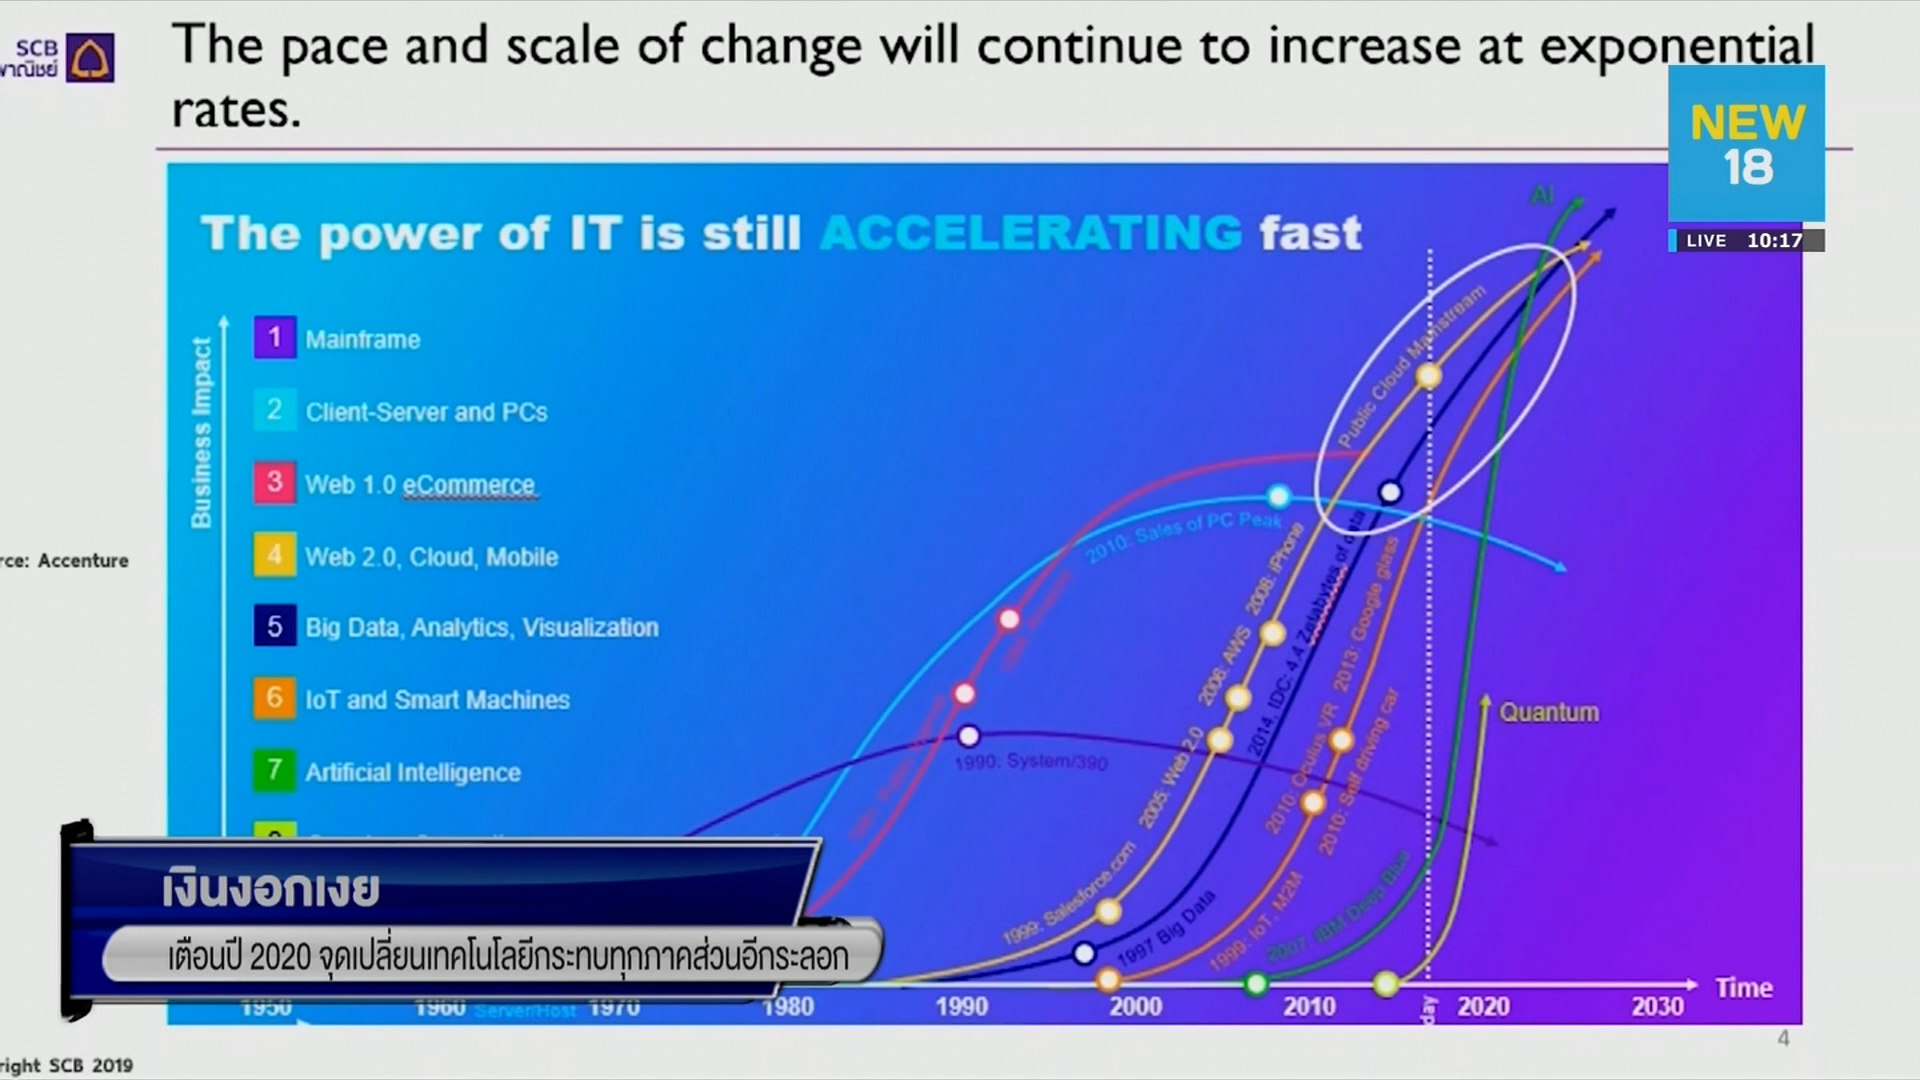 The pace and scale of change will continue to increase at exponential
rates.
SCB
NEW
18
LIVE 10:17
The power of IT is still ACCELERATING fast
AI
Business Impact
1 Mainframe
2 Client-Server and PCs
3 Web 1.0 eCommerce
4 Web 2.0, Cloud, Mobile
5 Big Data, Analytics, Visualization
6 IoT and Smart Machines
7 Artificial Intelligence
Public Cloud Mainstream
2010: Sales of PC Peak
1990: System/390
1999: Salesforce.com
2005: Web 2.0
2006: AWS
2008: iPhone
1997 Big Data
2014, IDC: 4.4 Zetabytes of data
1999: IoT, M2M
2010: Oculus VR
2010: Self driving car
2013: Google glass
2007: IBM Deep Blue
Quantum
rce: Accenture
เงินงอกเงย
เตือนปี 2020 จุดเปลี่ยนเทคโนโลยีกระทบทุกภาคส่วนอีกระลอก
1950 1960 Server/Host 1970 1980 1990 2000 2010 day 2020 2030
Time
4
right SCB 2019